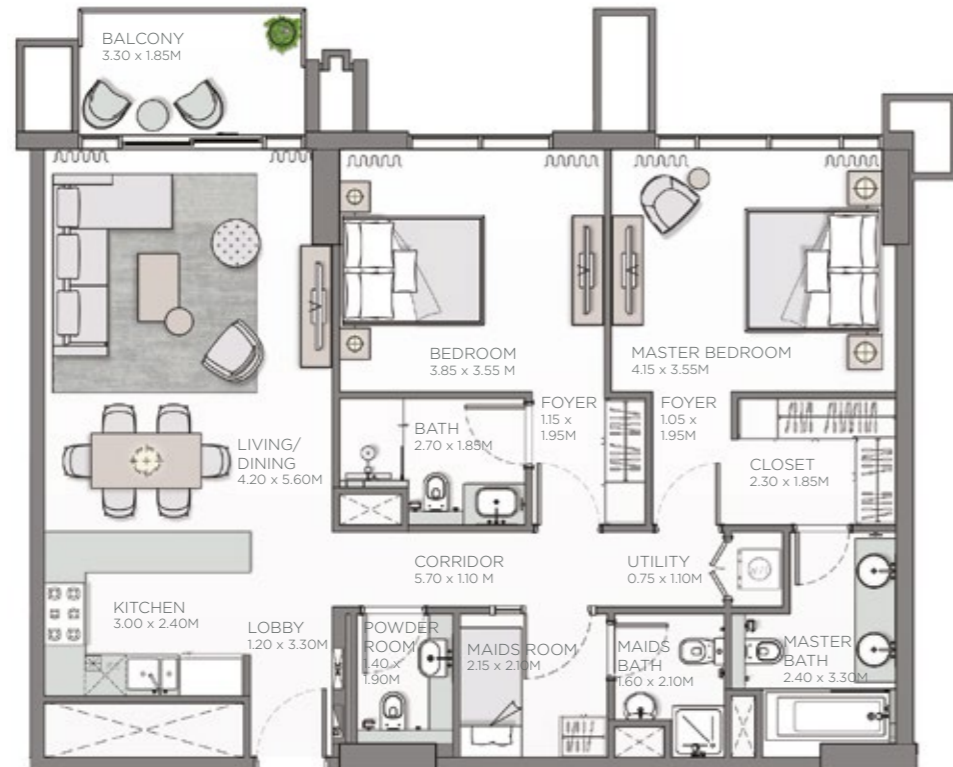 BALCONY
3.30 x 1.85M
BEDROOM
3.85 x 3.55 M
MASTER BEDROOM
4.15 x 3.55M
LIVING/
DINING
4.20 x 5.60M
BATH
2.70 x 1.85M
FOYER
1.15 x
1.95M
FOYER
1.05 x
1.95M
CLOSET
2.30 x 1.85M
CORRIDOR
5.70 x 1.10 M
UTILITY
0.75 x 1.10M
KITCHEN
3.00 x 2.40M
LOBBY
1.20 x 3.30M
POWDER
ROOM
1.40 x
1.90M
MAIDS ROOM
2.15 x 2.10M
MAIDS
BATH
1.60 x 2.10M
MASTER
BATH
2.40 x 3.30M